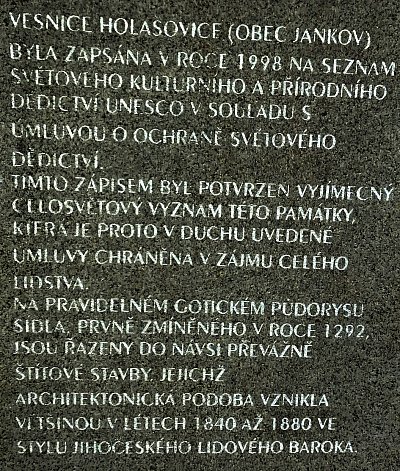 VESNICE HOLAŠOVICE (OBEC JANKOV)
BYLA ZAPSÁNA V ROCE 1998 NA SEZNAM
SVĚTOVÉHO KULTURNÍHO A PŘÍRODNÍHO
DĚDICTVÍ UNESCO V SOULADU S
ÚMLUVOU O OCHRANĚ SVĚTOVÉHO
DĚDICTVÍ.
TÍMTO ZÁPISEM BYL POTVRZEN VÝJIMEČNÝ
CELOSVĚTOVÝ VÝZNAM TÉTO PAMÁTKY,
KTERÁ JE PROTO V DUCHU UVEDENÉ
ÚMLUVY CHRÁNĚNA V ZÁJMU CELÉHO
LIDSTVA.
NA PRAVIDELNÉM GOTICKÉM PŮDORYSU
SÍDLA, PRVNĚ ZMÍNĚNÉHO V ROCE 1292,
JSOU ŘAZENY DO NÁVSI PŘEVÁŽNĚ
ŠTÍTOVÉ STAVBY, JEJICHŽ
ARCHITEKTONICKÁ PODOBA VZNIKLA
VĚTŠINOU V LÉTECH 1840 AŽ 1880 VE
STYLU JIHOČESKÉHO LIDOVÉHO BAROKA.